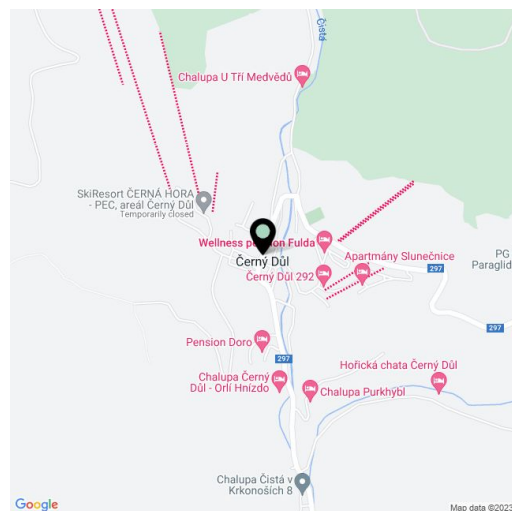 Čistá
Chalupa U Tří Medvědů
SkiResort ČERNÁ HORA
- PEC, areál Černý Důl
Temporarily closed
Wellness pension Fulda
Černý Důl
Apartmány Slunečnice
Černý Důl 292
297
PG
Paraglid
297
Pension Doro
297
Hořická chata Černý Důl
Chalupa Černý
Důl - Orlí Hnízdo
Chalupa Purkhýbl
Chalupa Čistá v
Krkonoších 8
Google
Map data ©2023